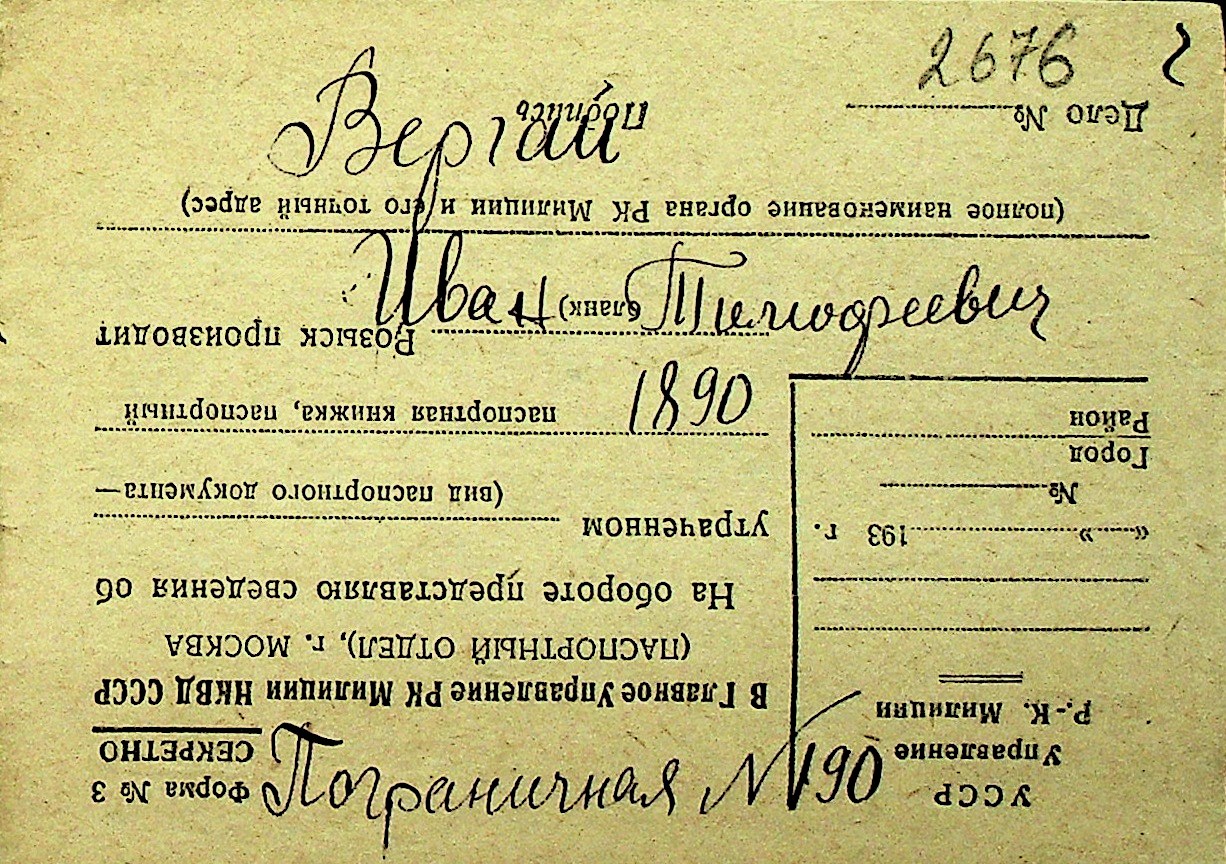 2676
Вергай
Иван Тимофеевич
1890
Пограничная N 190
УССР
Управление
Р.-К. Милиции
« » 193 г.
№
Город
Район
Форма № 3
СЕКРЕТНО
В Главное Управление РК Милиции НКВД СССР
(ПАСПОРТНЫЙ ОТДЕЛ), г. МОСКВА
На обороте представляю сведения об
утраченном
(вид паспортного документа—
паспортная книжка, паспортный
бланк)
Розыск производит
(полное наименование органа РК Милиции и его точный адрес)
Дело №
Подпись